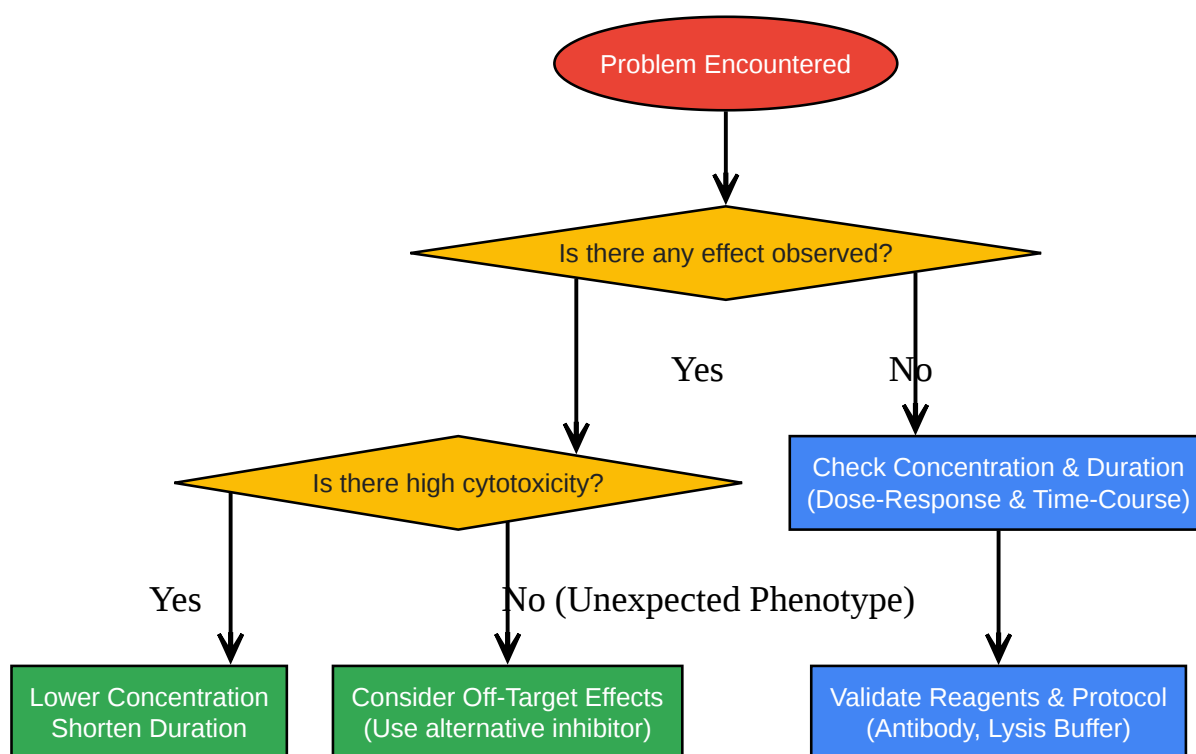 Problem Encountered
Is there any effect observed?
Yes
No
Is there high cytotoxicity?
Check Concentration & Duration
(Dose-Response & Time-Course)
Yes
No (Unexpected Phenotype)
Lower Concentration
Shorten Duration
Consider Off-Target Effects
(Use alternative inhibitor)
Validate Reagents & Protocol
(Antibody, Lysis Buffer)